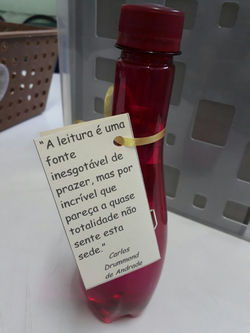 “A leitura é uma
fonte
inesgotável de
prazer, mas por
incrível que
pareça a quase
totalidade não
sente esta
sede.”
Carlos
Drummond
de Andrade